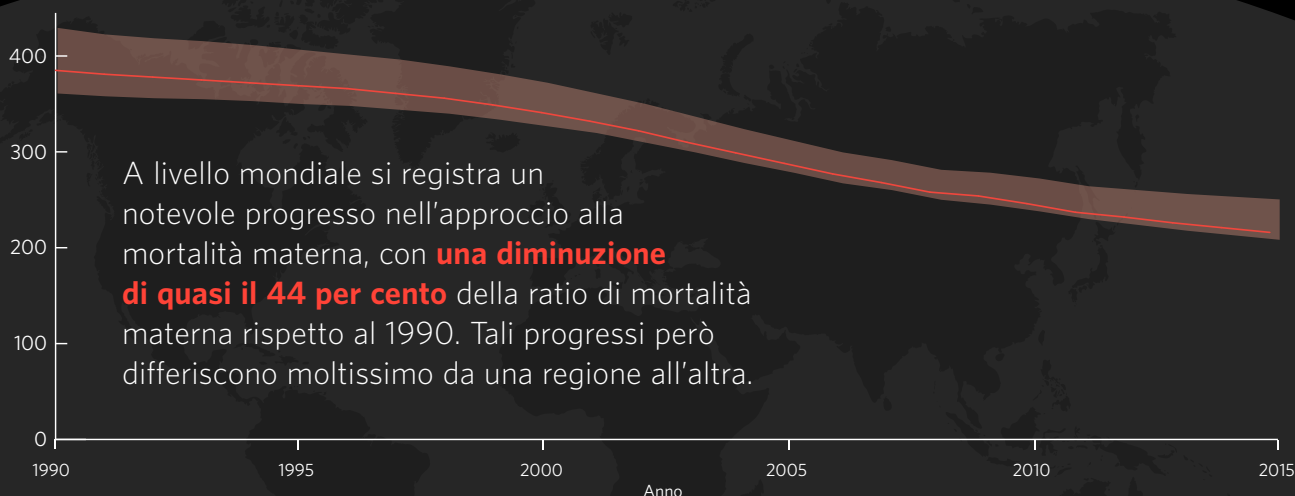 400
300
200
100
0
A livello mondiale si registra un
notevole progresso nell'approccio alla
mortalità materna, con una diminuzione
di quasi il 44 per cento della ratio di mortalità
materna rispetto al 1990. Tali progressi però
differiscono moltissimo da una regione all'altra.
1990 1995 2000 2005 2010 2015
Anno